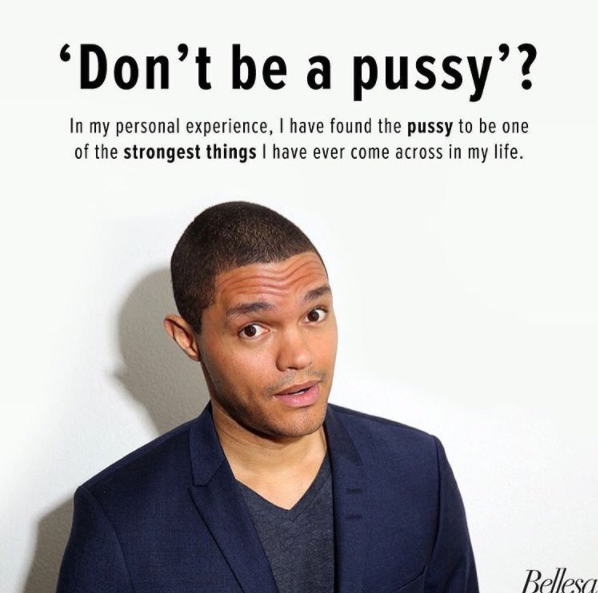 ‘Don’t be a pussy’?
In my personal experience, I have found the pussy to be one
of the strongest things I have ever come across in my life.
Bellesa